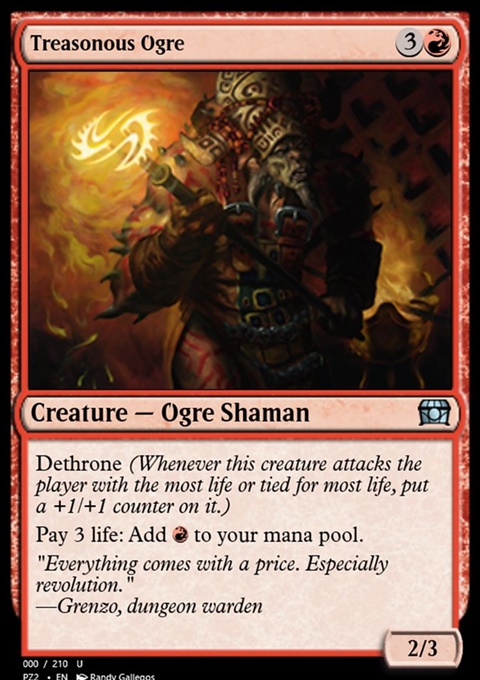 Treasonous Ogre 3
Creature — Ogre Shaman
Dethrone (Whenever this creature attacks the
player with the most life or tied for most life, put
a +1/+1 counter on it.)
Pay 3 life: Add to your mana pool.
"Everything comes with a price. Especially
revolution."
—Grenzo, dungeon warden
2/3
000 / 210 U
PZ2 • EN Randy Gallegos